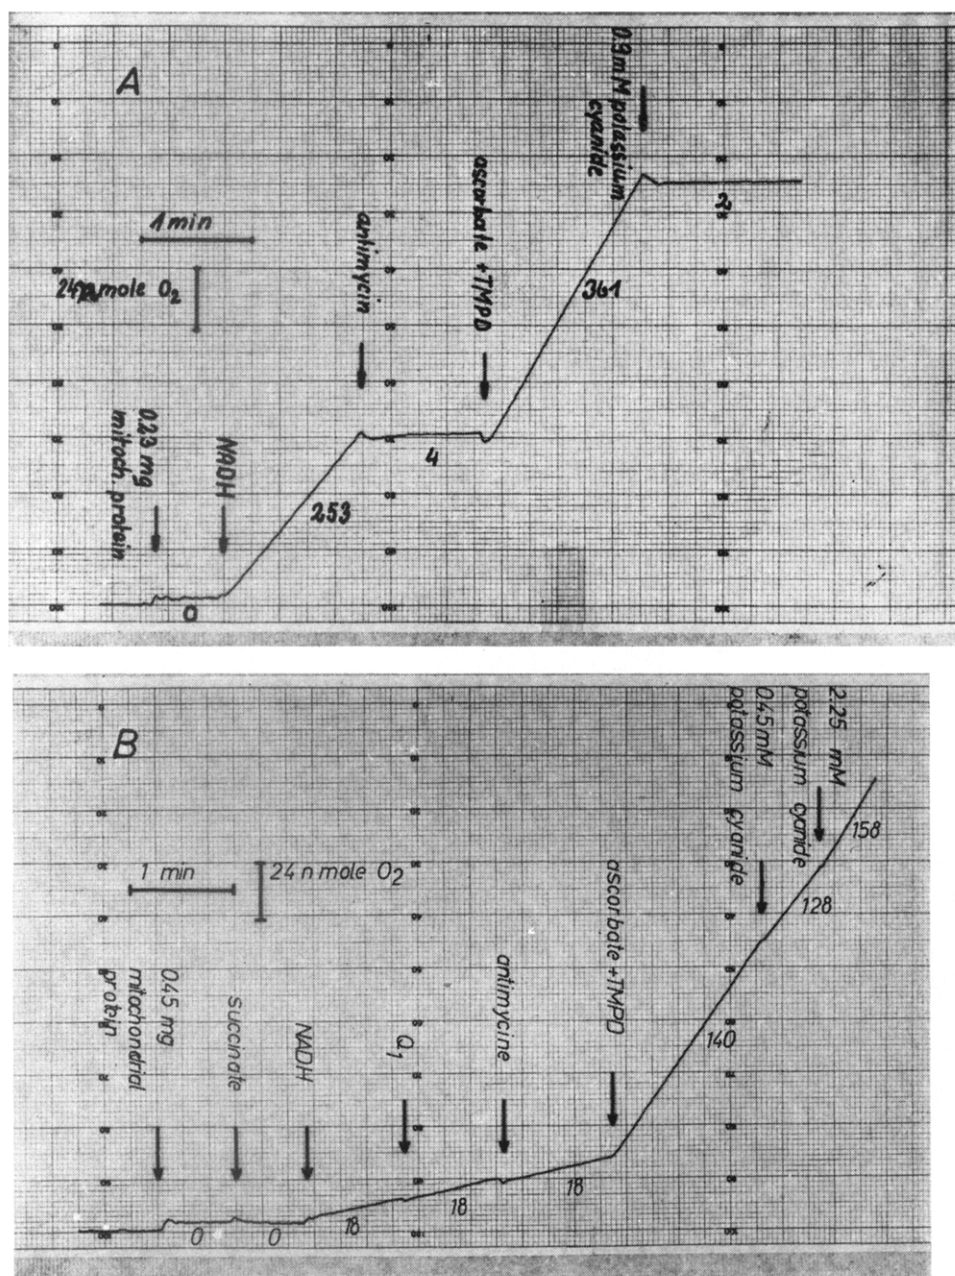 A
0.9 mM potassium
cyanide
1 min
mole O2
antimycin
ascorbate + TMPD
361
2
0.23 mg
mitoch. protein
NADH
253
4
0
B
1 min
24 n mole O2
0.45 mg
mitochondrial
protein
succinate
NADH
Q1
antimycine
ascorbate + TMPD
0.45 mM
potassium cyanide
2.25 mM
potassium cyanide
158
128
140
18
18
18
0
0